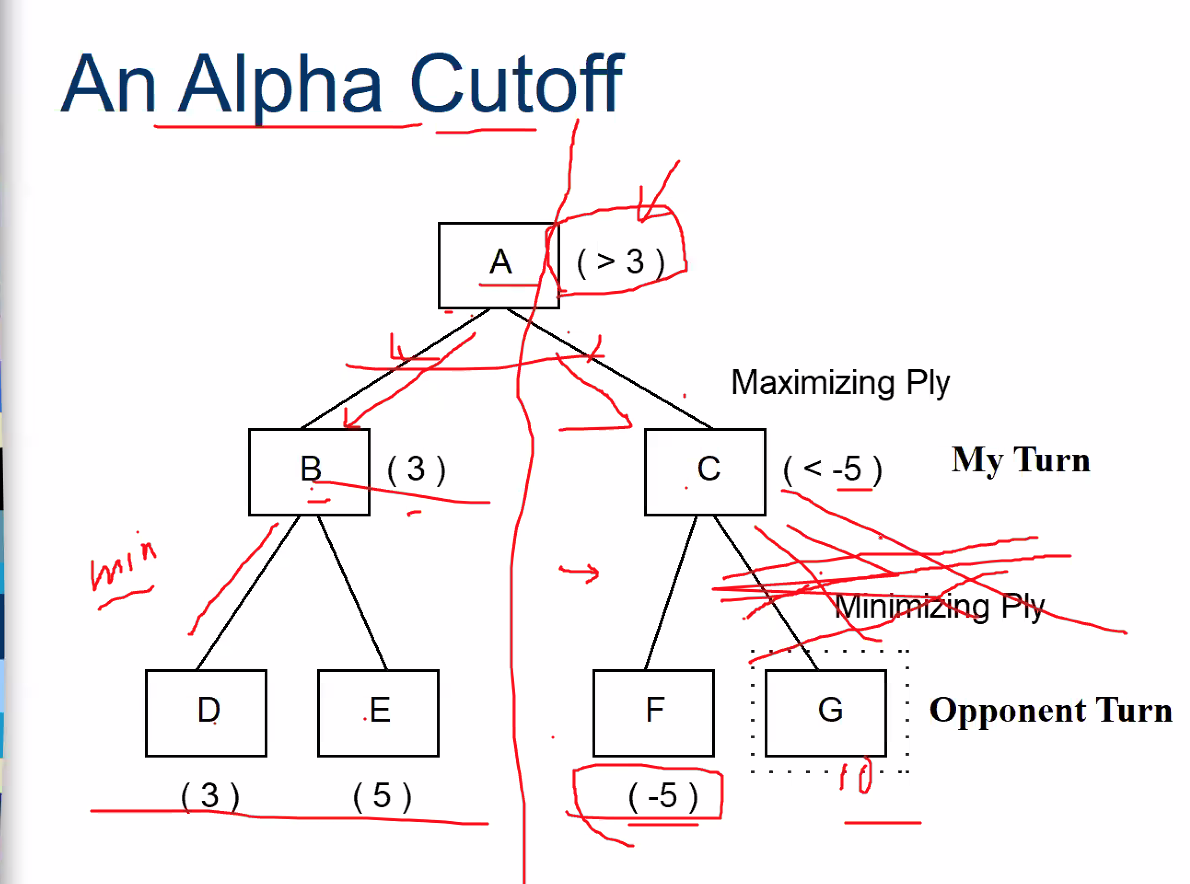 An Alpha Cutoff
A ( > 3 )
Maximizing Ply
B ( 3 ) C ( < -5 ) My Turn
min
Minimizing Ply
D E F G Opponent Turn
10
( 3 ) ( 5 ) ( -5 )